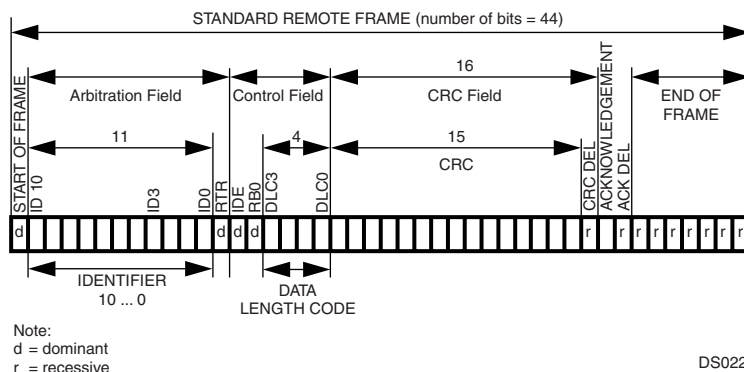 STANDARD REMOTE FRAME (number of bits = 44)
16
Arbitration Field
Control Field
CRC Field
END OF
FRAME
11
4
15
CRC
START OF FRAME
ID 10
ID3
ID0
RTR
IDE
RB0
DLC3
DLC0
CRC DEL
ACKNOWLEDGEMENT
ACK DEL
d d d d r r r r r r r r r
IDENTIFIER
10 ... 0
DATA
LENGTH CODE
Note:
d = dominant
r = recessive
DS022